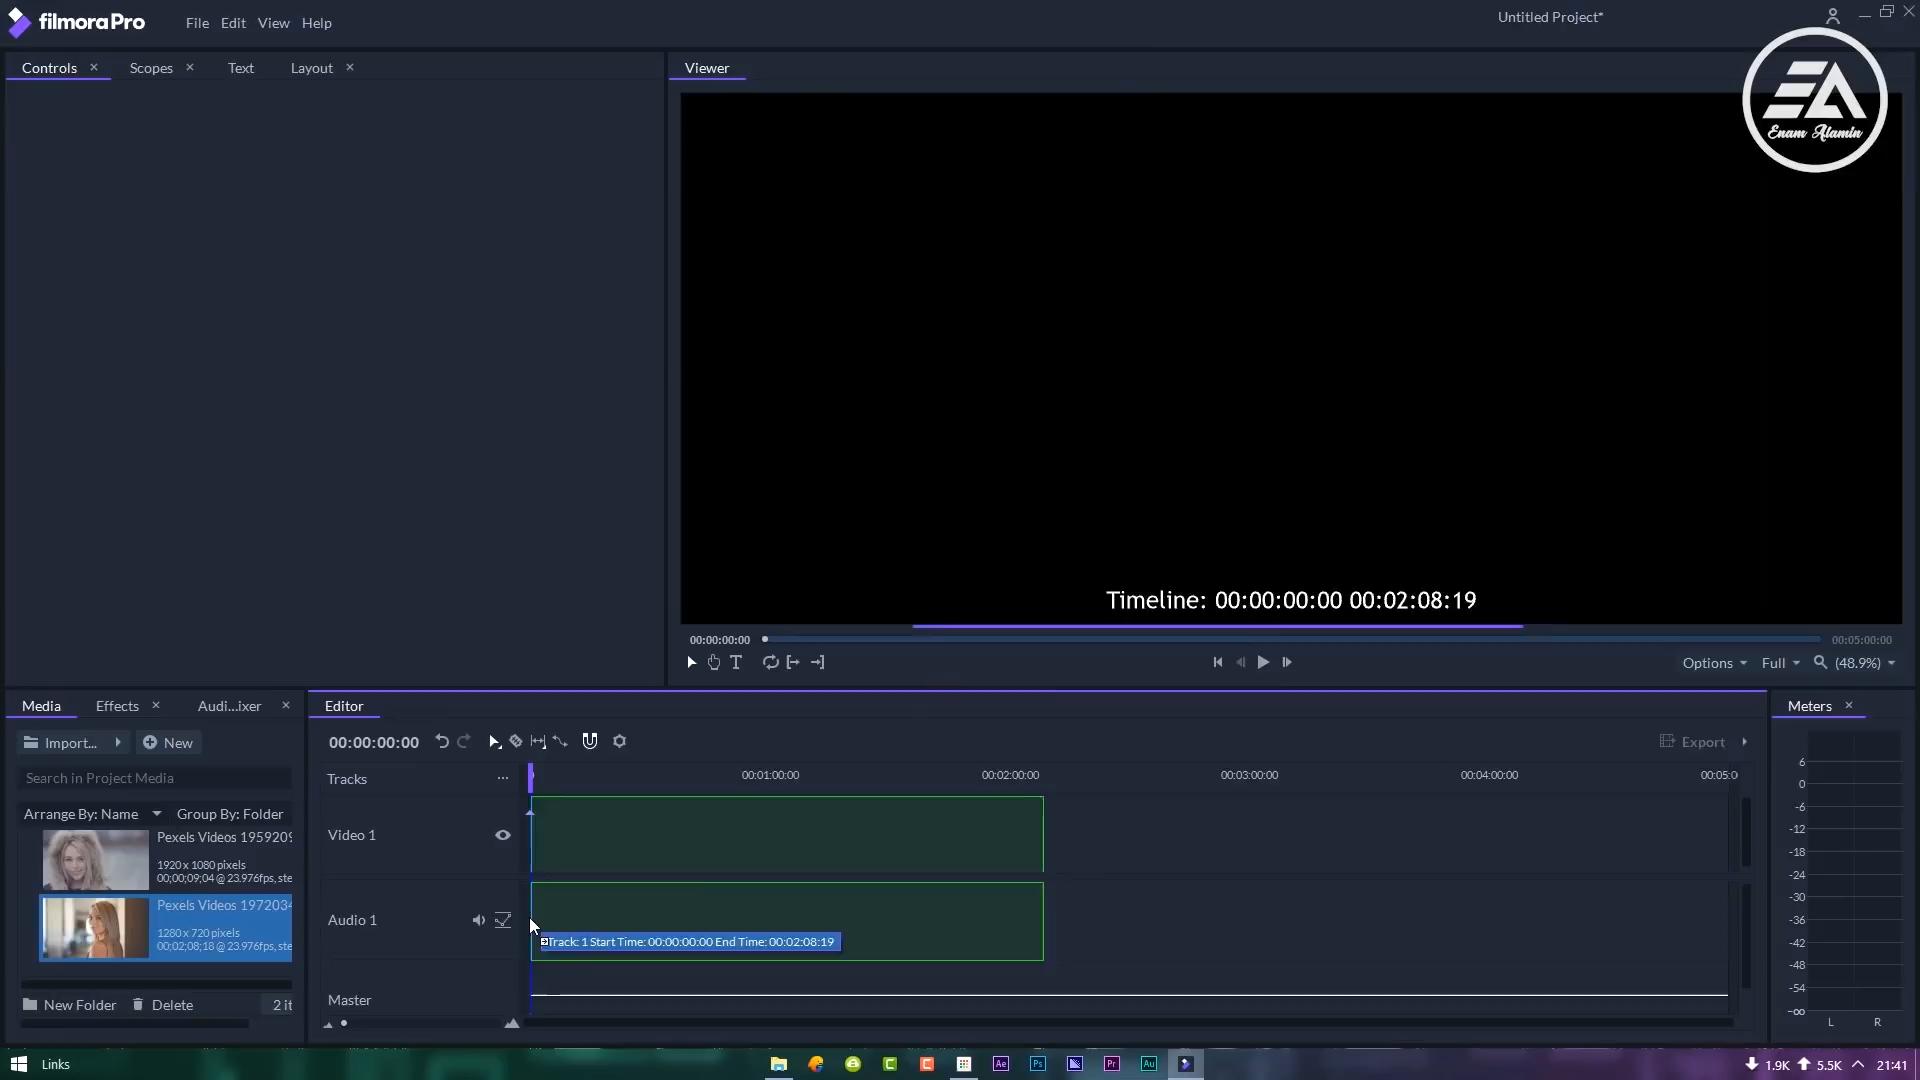 filmoraPro
File Edit View Help
Untitled Project*
Controls Scopes Text Layout
Viewer
EA
Enam Alamin
Timeline: 00:00:00:00 00:02:08:19
00:00:00:00
00:05:00:00
Options Full (48.9%)
Media Effects Audi...ixer
Editor
Meters
Import... New
00:00:00:00
Export
Search in Project Media
Tracks
00:01:00:00 00:02:00:00 00:03:00:00 00:04:00:00 00:05:0
Arrange By: Name Group By: Folder
Pexels Videos 1959209
1920 x 1080 pixels
00;00;09;04 @ 23.976fps, ste
Pexels Videos 1972034
1280 x 720 pixels
00;02;08;18 @ 23.976fps, ste
Video 1
Audio 1
Track: 1 Start Time: 00:00:00:00 End Time: 00:02:08:19
Master
New Folder Delete 2 it
6
0
-6
-12
-18
-24
-30
-36
-42
-48
-54
-∞
L R
Links
Ae Ps Pr Au
1.9K 5.5K 21:41